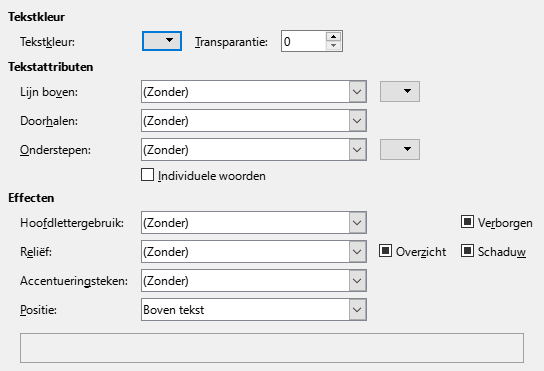 Tekstkleur
Tekstkleur: Transparantie: 0
Tekstattributen
Lijn boven: (Zonder)
Doorhalen: (Zonder)
Onderstepen: (Zonder)
Individuele woorden
Effecten
Hoofdlettergebruik: (Zonder) Verborgen
Reliëf: (Zonder) Overzicht Schaduw
Accentueringsteken: (Zonder)
Positie: Boven tekst